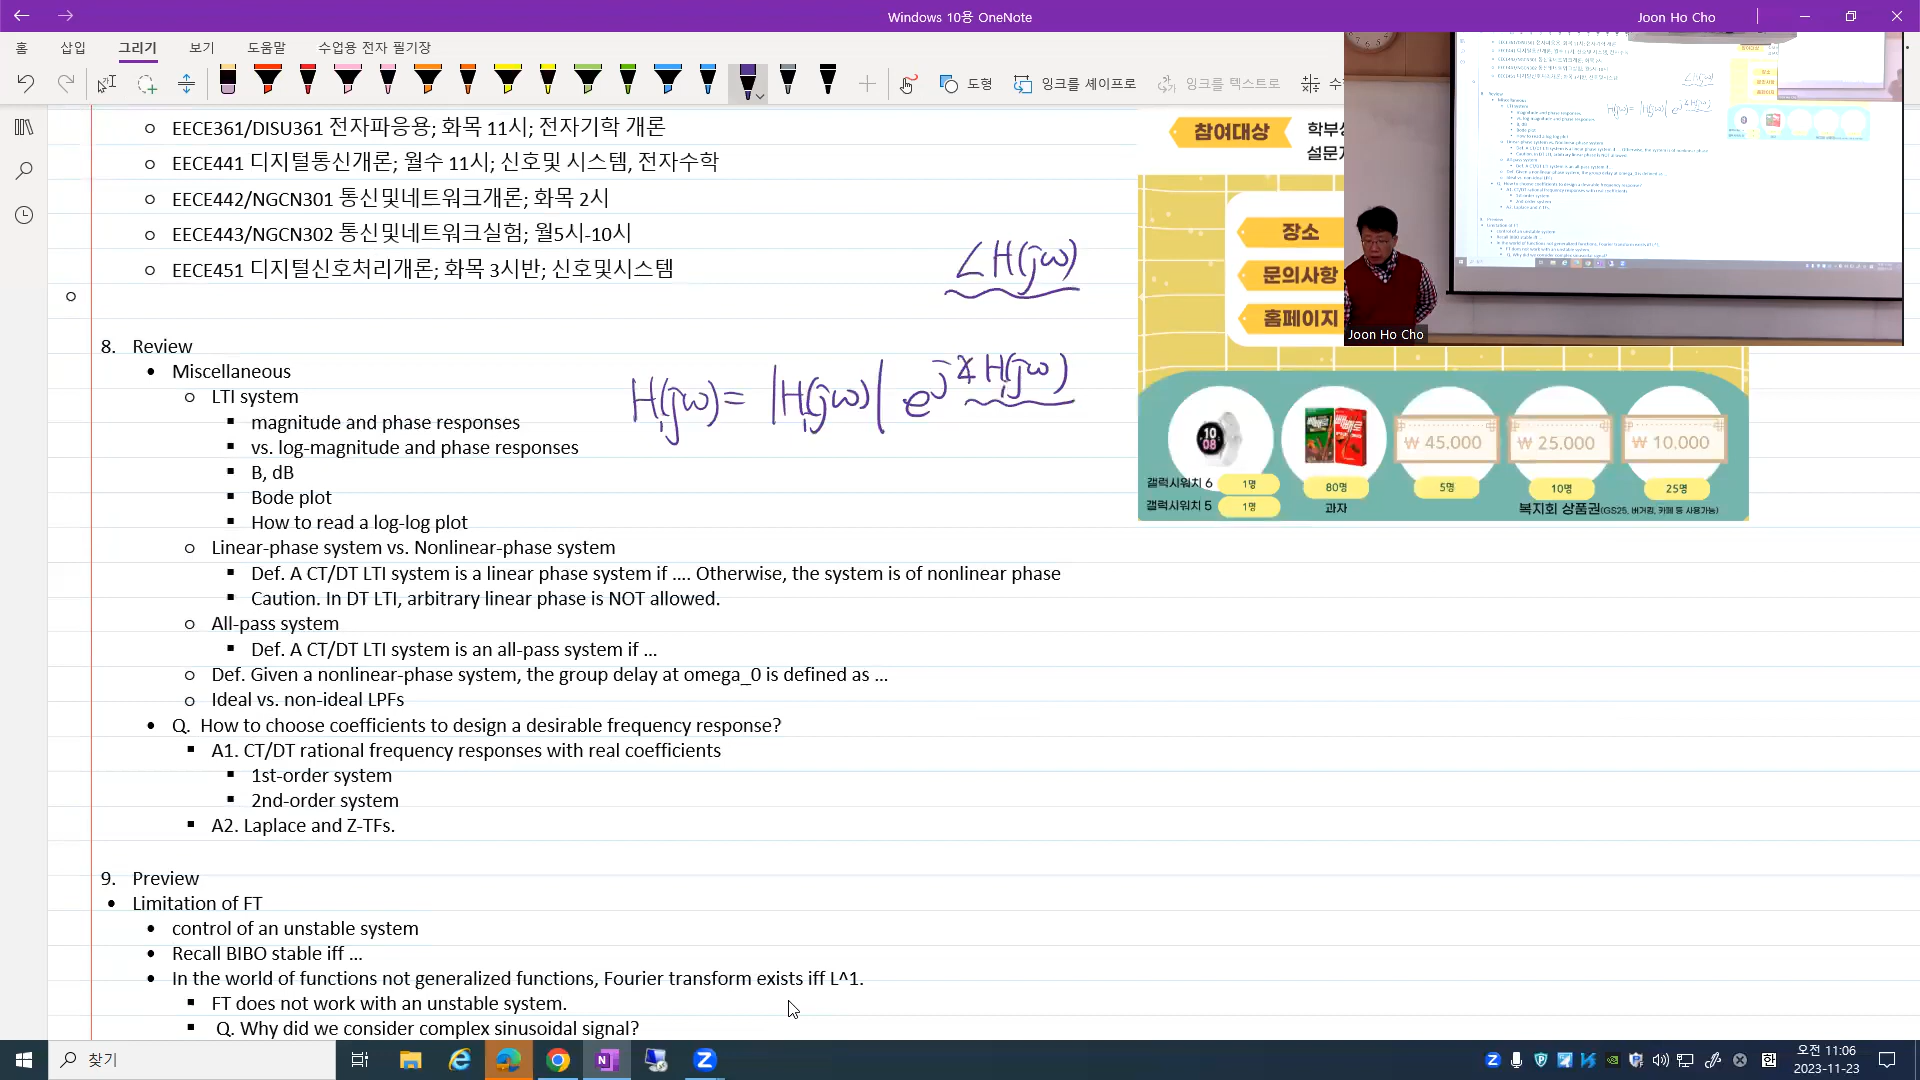 Windows 10용 OneNote
Joon Ho Cho
홈 삽입 그리기 보기 도움말 수업용 전자 필기장
도형 잉크를 셰이프로 잉크를 텍스트로
EECE361/DISU361 전자파응용; 화목 11시; 전자기학 개론
EECE441 디지털통신개론; 월수 11시; 신호및 시스템, 전자수학
EECE442/NGCN301 통신및네트워크개론; 화목 2시
EECE443/NGCN302 통신및네트워크실험; 월5시-10시
EECE451 디지털신호처리개론; 화목 3시반; 신호및시스템
∠H(jω)
H(jω)= |H(jω)| e^{j∡H(jω)}
8. Review
• Miscellaneous
○ LTI system
▪ magnitude and phase responses
▪ vs. log-magnitude and phase responses
▪ B, dB
▪ Bode plot
▪ How to read a log-log plot
○ Linear-phase system vs. Nonlinear-phase system
▪ Def. A CT/DT LTI system is a linear phase system if .... Otherwise, the system is of nonlinear phase
▪ Caution. In DT LTI, arbitrary linear phase is NOT allowed.
○ All-pass system
▪ Def. A CT/DT LTI system is an all-pass system if ...
○ Def. Given a nonlinear-phase system, the group delay at omega_0 is defined as ...
○ Ideal vs. non-ideal LPFs
• Q. How to choose coefficients to design a desirable frequency response?
▪ A1. CT/DT rational frequency responses with real coefficients
▪ 1st-order system
▪ 2nd-order system
▪ A2. Laplace and Z-TFs.
9. Preview
• Limitation of FT
• control of an unstable system
• Recall BIBO stable iff ...
• In the world of functions not generalized functions, Fourier transform exists iff L^1.
▪ FT does not work with an unstable system.
▪ Q. Why did we consider complex sinusoidal signal?
참여대상 학부생
설문
장소
문의사항
홈페이지
Joon Ho Cho
10
08
₩ 45,000 ₩ 25,000 ₩ 10,000
갤럭시워치 6 1명
갤럭시워치 5 1명
80명 5명 10명 25명
과자 복지회 상품권(GS25, 버거킹, 카페 등 사용가능)
찾기
오전 11:06
2023-11-23